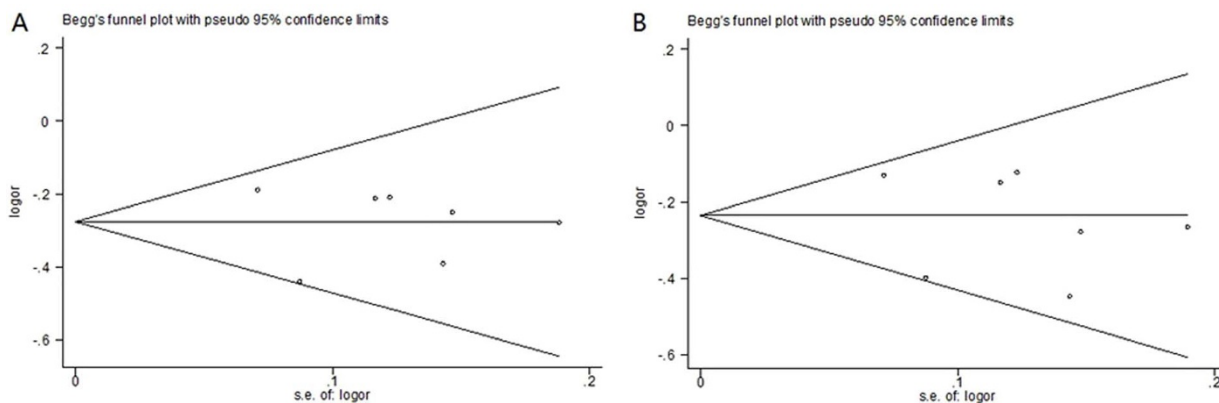 A
Begg's funnel plot with pseudo 95% confidence limits
.2
0
-.2
-.4
-.6
logor
0
.1
.2
s.e. of: logor
B
Begg's funnel plot with pseudo 95% confidence limits
.2
0
-.2
-.4
-.6
logor
0
.1
.2
s.e. of: logor